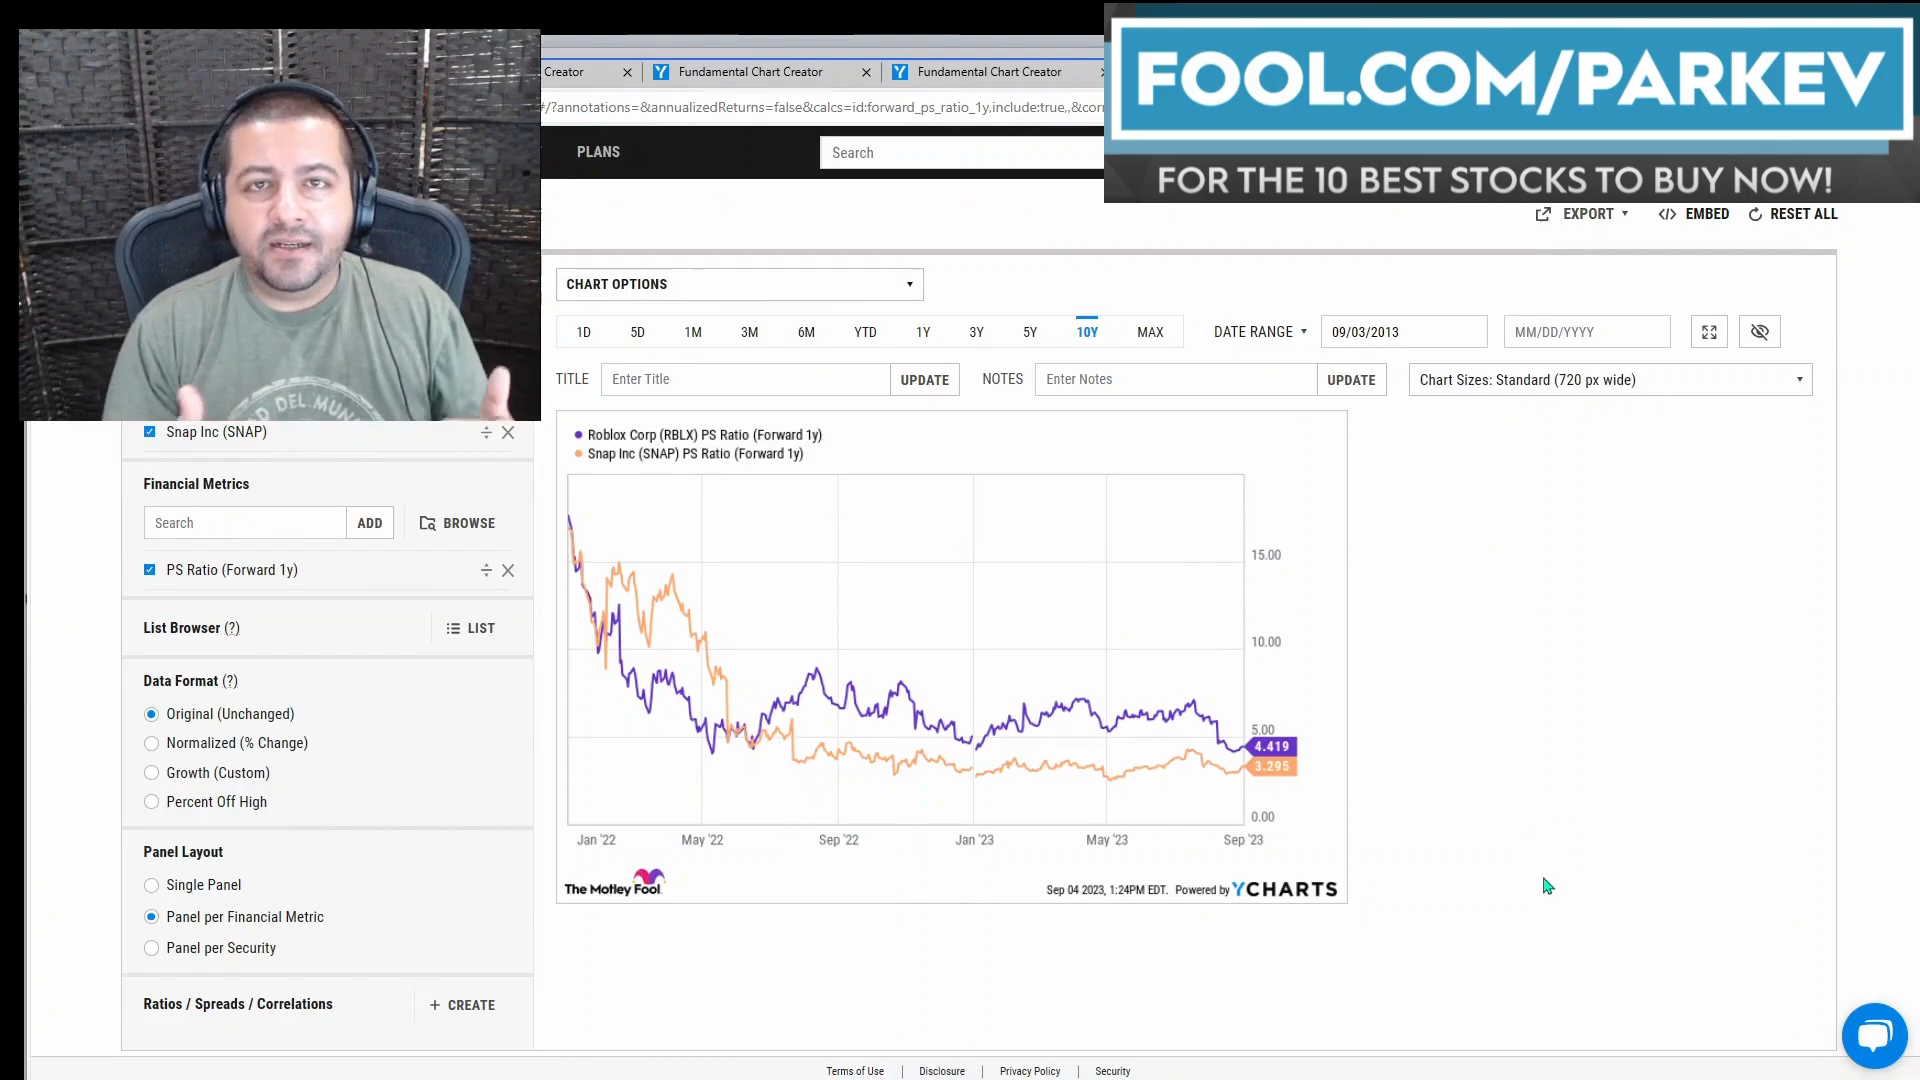 FOOL.COM/PARKEV
FOR THE 10 BEST STOCKS TO BUY NOW!
Creator
Fundamental Chart Creator
Fundamental Chart Creator
#/?annotations=&annualizedReturns=false&calcs=id:forward_ps_ratio_1y,include:true,,&corr
PLANS
Search
EXPORT
EMBED
RESET ALL
CHART OPTIONS
1D 5D 1M 3M 6M YTD 1Y 3Y 5Y 10Y MAX DATE RANGE 09/03/2013 MM/DD/YYYY
TITLE Enter Title UPDATE NOTES Enter Notes UPDATE Chart Sizes: Standard (720 px wide)
Snap Inc (SNAP)
Financial Metrics
Search ADD BROWSE
PS Ratio (Forward 1y)
List Browser (?) LIST
Data Format (?)
Original (Unchanged)
Normalized (% Change)
Growth (Custom)
Percent Off High
Panel Layout
Single Panel
Panel per Financial Metric
Panel per Security
Ratios / Spreads / Correlations + CREATE
Roblox Corp (RBLX) PS Ratio (Forward 1y)
Snap Inc (SNAP) PS Ratio (Forward 1y)
15.00
10.00
5.00
4.419
3.295
0.00
Jan '22 May '22 Sep '22 Jan '23 May '23 Sep '23
The Motley Fool
Sep 04 2023, 1:24PM EDT. Powered by YCHARTS
Terms of Use | Disclosure | Privacy Policy | Security